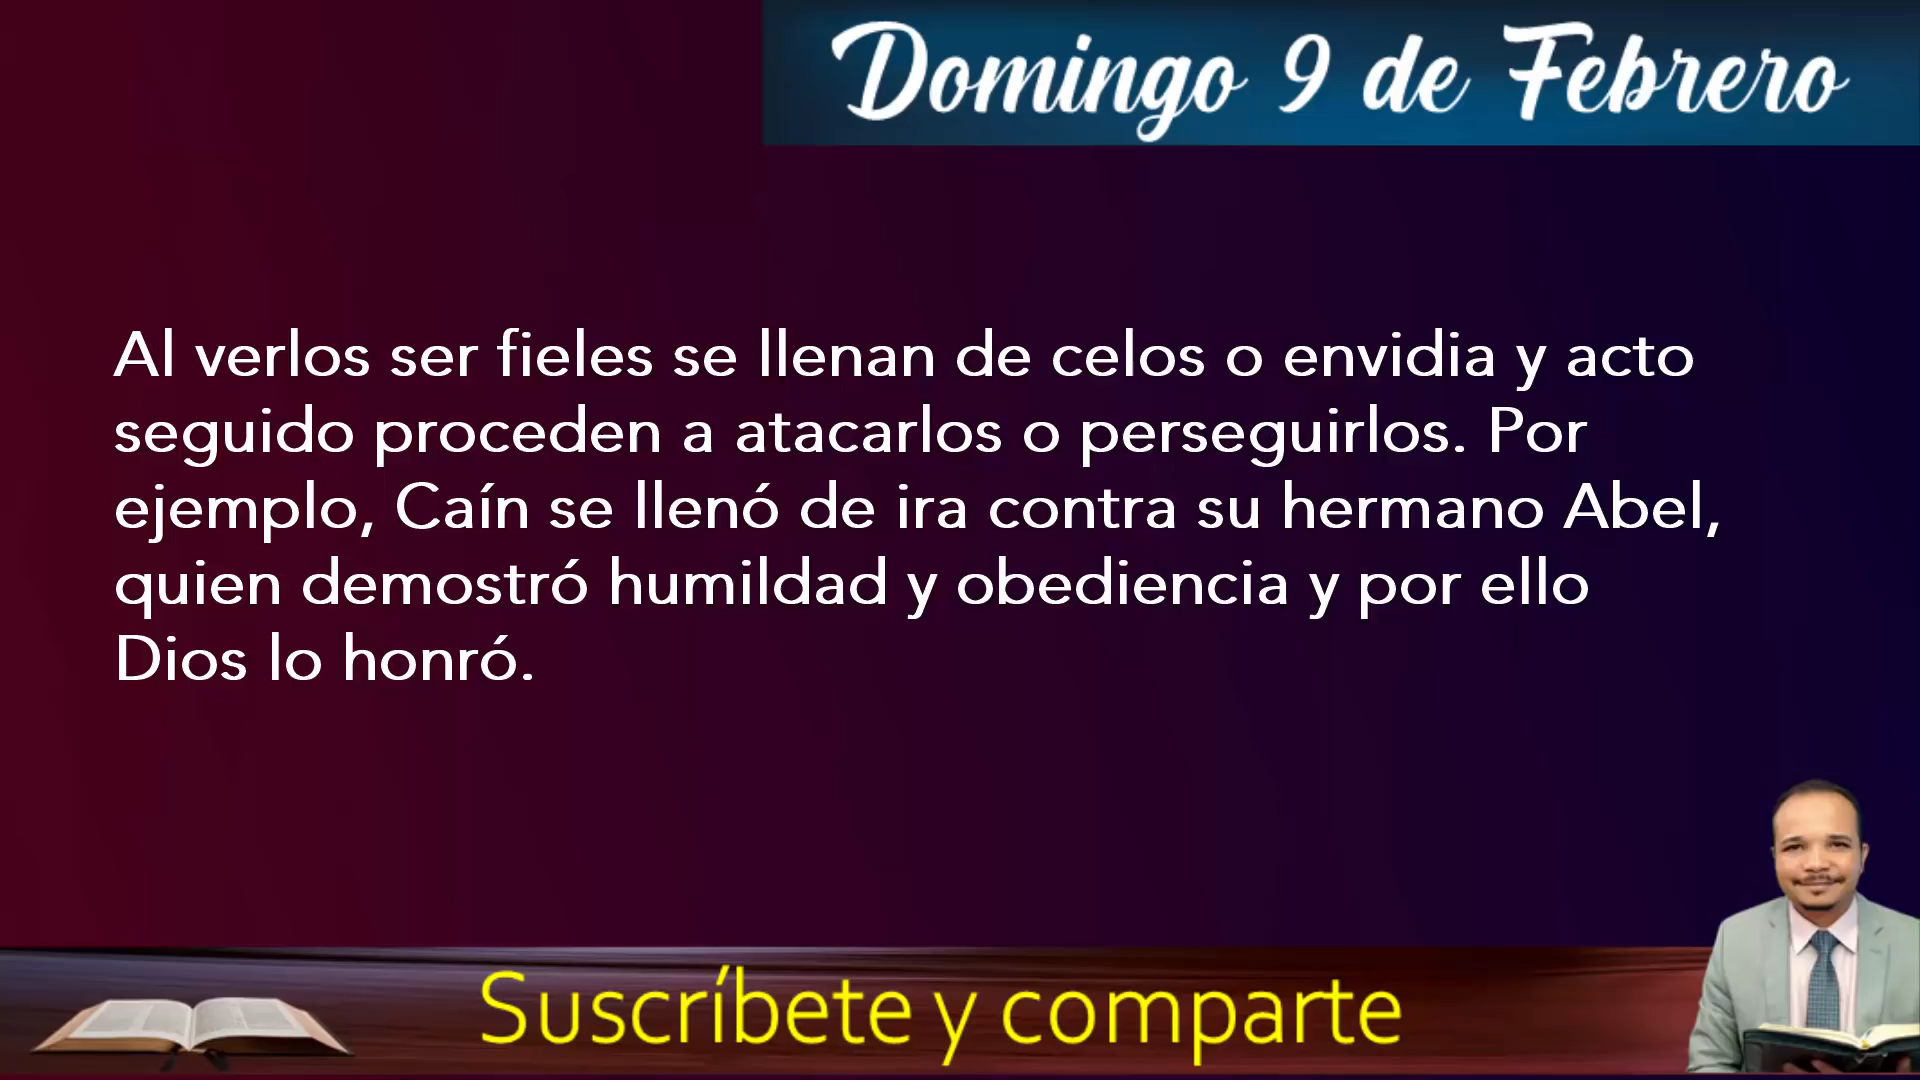 Domingo 9 de Febrero
Al verlos ser fieles se llenan de celos o envidia y acto
seguido proceden a atacarlos o perseguirlos. Por
ejemplo, Caín se llenó de ira contra su hermano Abel,
quien demostró humildad y obediencia y por ello
Dios lo honró.
Suscríbete y comparte